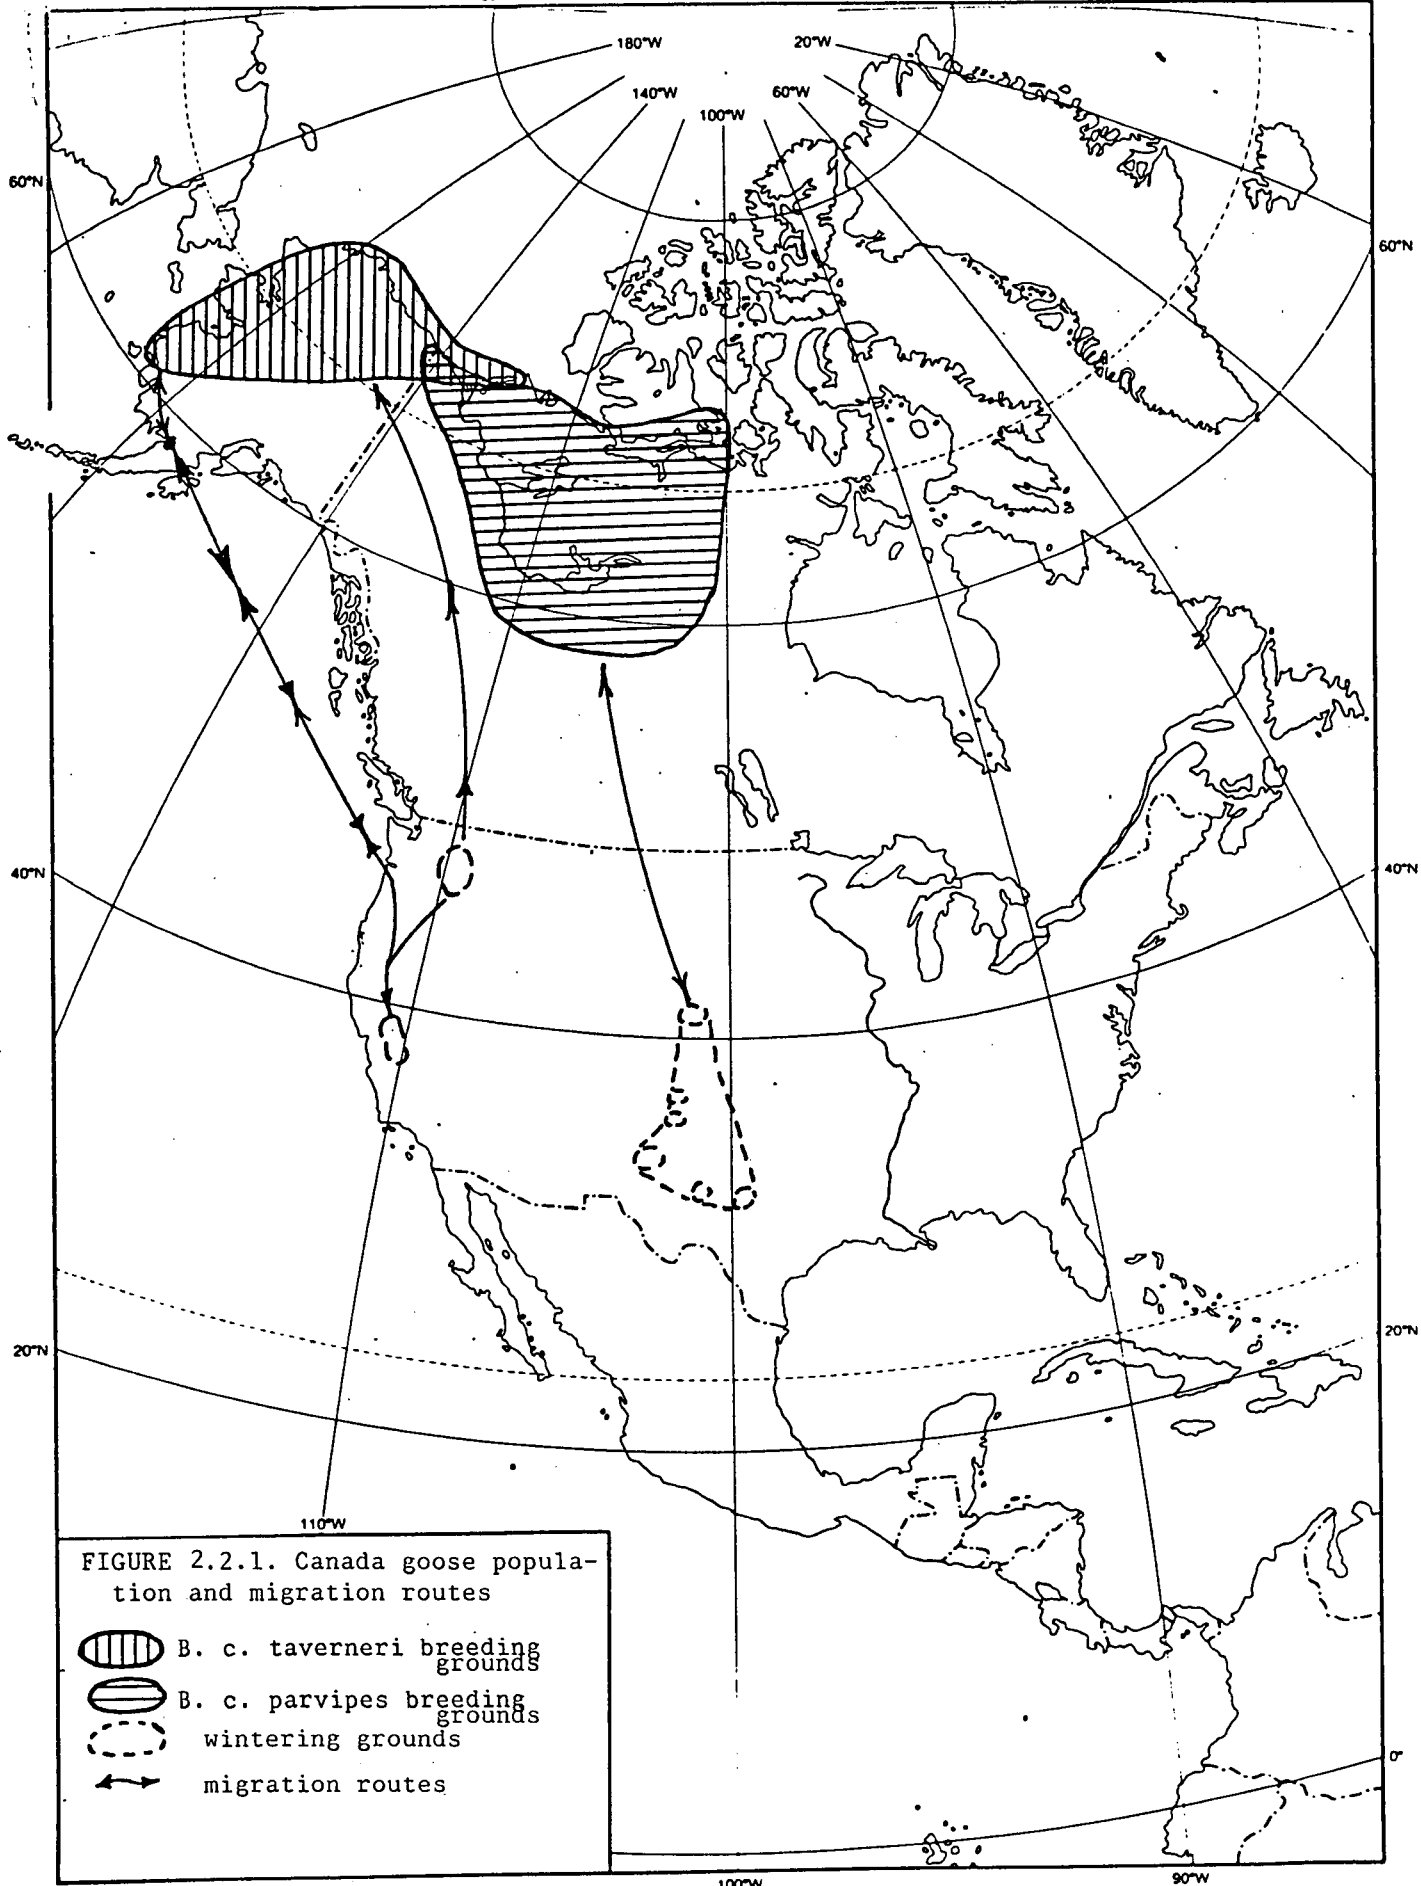 180°W
20°W
140°W
60°W
100°W
60°N
60°N
40°N
40°N
20°N
20°N
110°W
FIGURE 2.2.1. Canada goose popula-
tion and migration routes
B. c. taverneri breeding
grounds
B. c. parvipes breeding
grounds
wintering grounds
migration routes
0°
100°W
90°W